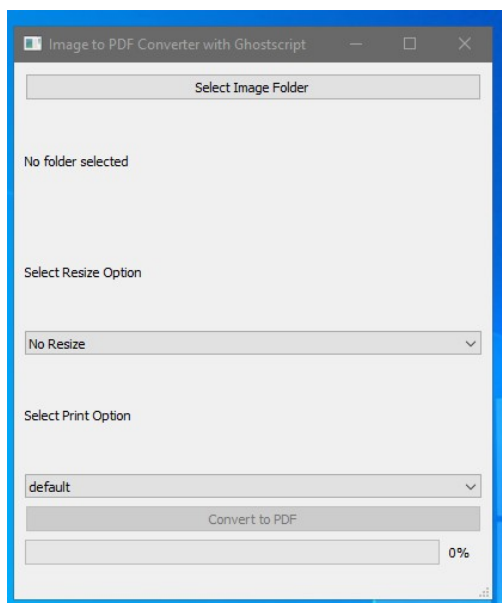 Image to PDF Converter with Ghostscript
Select Image Folder
No folder selected
Select Resize Option
No Resize
Select Print Option
default
Convert to PDF
0%